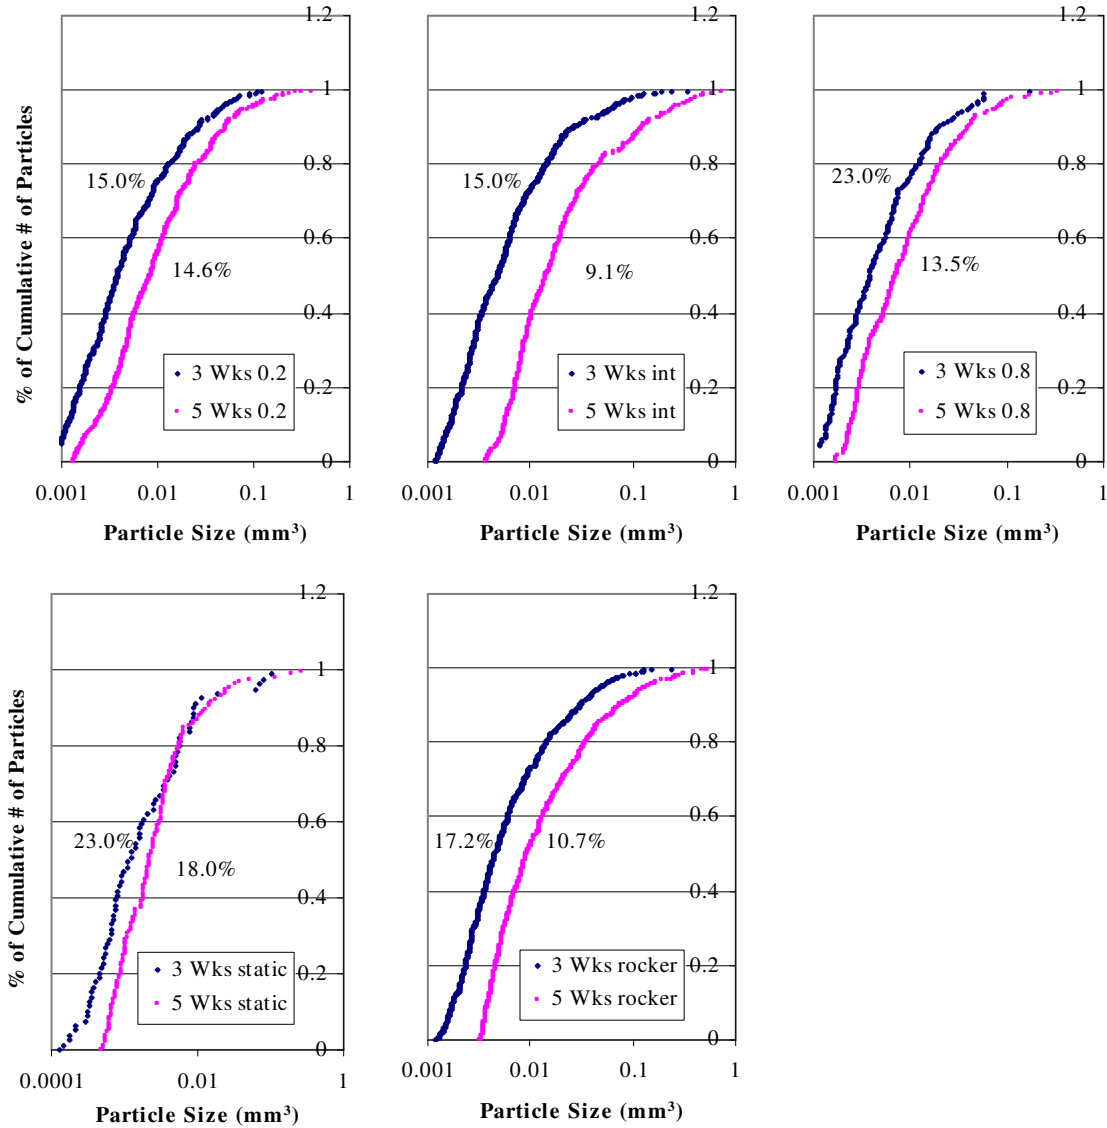 % of Cumulative # of Particles
1.2
1
0.8
0.6
0.4
0.2
0
15.0%
14.6%
3 Wks 0.2
5 Wks 0.2
0.001 0.01 0.1 1
Particle Size (mm³)
1.2
1
0.8
0.6
0.4
0.2
0
15.0%
9.1%
3 Wks int
5 Wks int
0.001 0.01 0.1 1
Particle Size (mm³)
1.2
1
0.8
0.6
0.4
0.2
0
23.0%
13.5%
3 Wks 0.8
5 Wks 0.8
0.001 0.01 0.1 1
Particle Size (mm³)
% of Cumulative # of Particles
1.2
1
0.8
0.6
0.4
0.2
0
23.0%
18.0%
3 Wks static
5 Wks static
0.0001 0.01 1
Particle Size (mm³)
1.2
1
0.8
0.6
0.4
0.2
0
17.2%
10.7%
3 Wks rocker
5 Wks rocker
0.001 0.01 0.1 1
Particle Size (mm³)